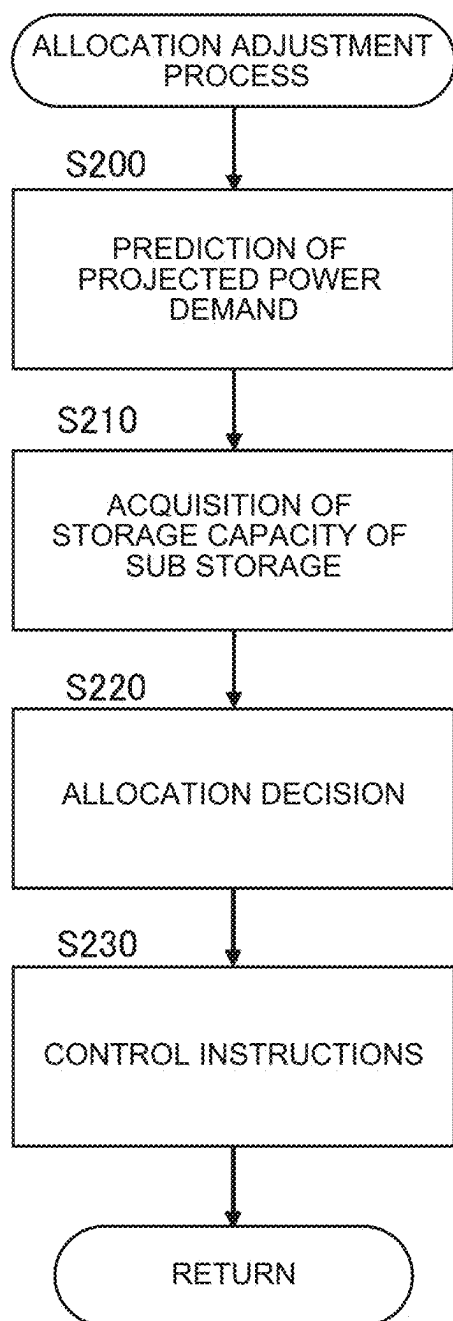 ALLOCATION ADJUSTMENT
PROCESS
S200
PREDICTION OF
PROJECTED POWER
DEMAND
S210
ACQUISITION OF
STORAGE CAPACITY OF
SUB STORAGE
S220
ALLOCATION DECISION
S230
CONTROL INSTRUCTIONS
RETURN